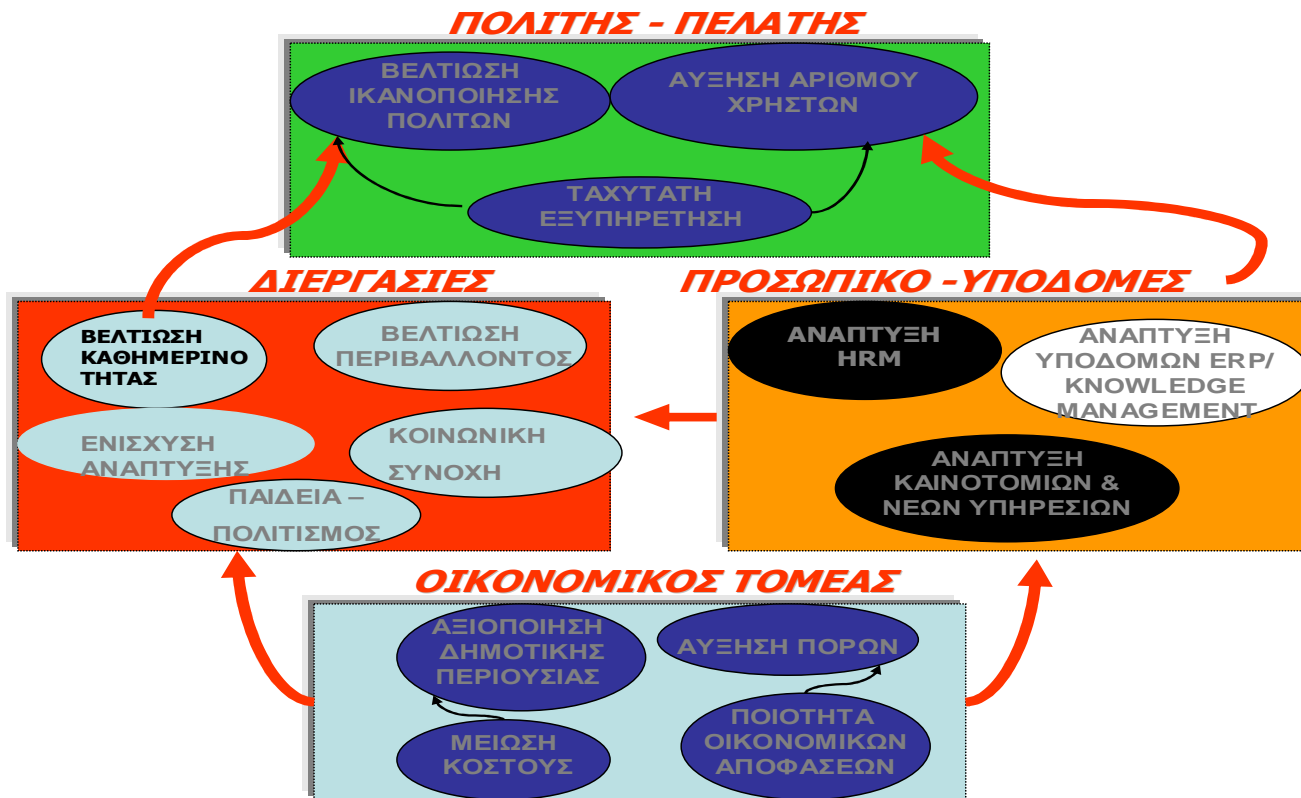 ΠΟΛΙΤΗΣ - ΠΕΛΑΤΗΣ
ΒΕΛΤΙΩΣΗ
ΙΚΑΝΟΠΟΙΗΣΗΣ
ΠΟΛΙΤΩΝ
ΑΥΞΗΣΗ ΑΡΙΘΜΟΥ
ΧΡΗΣΤΩΝ
ΤΑΧΥΤΑΤΗ
ΕΞΥΠΗΡΕΤΗΣΗ
ΔΙΕΡΓΑΣΙΕΣ
ΒΕΛΤΙΩΣΗ
ΚΑΘΗΜΕΡΙΝΟ
ΤΗΤΑΣ
ΒΕΛΤΙΩΣΗ
ΠΕΡΙΒΑΛΛΟΝΤΟΣ
ΕΝΙΣΧΥΣΗ
ΑΝΑΠΤΥΞΗΣ
ΚΟΙΝΩΝΙΚΗ
ΣΥΝΟΧΗ
ΠΑΙΔΕΙΑ –
ΠΟΛΙΤΙΣΜΟΣ
ΠΡΟΣΩΠΙΚΟ -ΥΠΟΔΟΜΕΣ
ΑΝΑΠΤΥΞΗ
HRM
ΑΝΑΠΤΥΞΗ
ΥΠΟΔΟΜΩΝ ERP/
KNOWLEDGE
MANAGEMENT
ΑΝΑΠΤΥΞΗ
ΚΑΙΝΟΤΟΜΙΩΝ &
ΝΕΩΝ ΥΠΗΡΕΣΙΩΝ
ΟΙΚΟΝΟΜΙΚΟΣ ΤΟΜΕΑΣ
ΑΞΙΟΠΟΙΗΣΗ
ΔΗΜΟΤΙΚΗΣ
ΠΕΡΙΟΥΣΙΑΣ
ΑΥΞΗΣΗ ΠΟΡΩΝ
ΜΕΙΩΣΗ
ΚΟΣΤΟΥΣ
ΠΟΙΟΤΗΤΑ
ΟΙΚΟΝΟΜΙΚΩΝ
ΑΠΟΦΑΣΕΩΝ